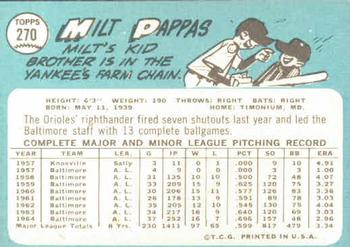 TOPPS
270
MILT PAPPAS
MILT'S KID
BROTHER IS IN THE
YANKEE'S FARM CHAIN.
HEIGHT: 6'3" WEIGHT: 190 THROWS: RIGHT BATS: RIGHT
BORN: MAY 11, 1939 HOME: TIMONIUM, MD.
The Orioles' righthander fired seven shutouts last year and led the
Baltimore staff with 13 complete ballgames.
COMPLETE MAJOR AND MINOR LEAGUE PITCHING RECORD
YEAR TEAM LEA. G IP W L PCT. SO BB ERA
1957 Knoxville Sally 3 11 0 1 .000
1957 Baltimore A. L. 4 9 0 0 .000 3 3 1.00
1958 Baltimore A. L. 31 135 10 10 .500 72 48 4.07
1959 Baltimore A. L. 33 209 15 9 .625 120 75 3.27
1960 Baltimore A. L. 30 206 15 11 .577 126 83 3.38
1961 Baltimore A. L. 26 178 13 9 .591 89 78 3.03
1962 Baltimore A. L. 35 205 12 10 .545 130 75 4.04
1963 Baltimore A. L. 34 217 16 9 .640 120 69 3.03
1964 Baltimore A. L. 37 252 16 7 .696 157 48 2.96
Major League Totals 8 Yrs. 230 1411 97 65 .599 817 479 3.34
© T.C.G. PRINTED IN U.S.A.